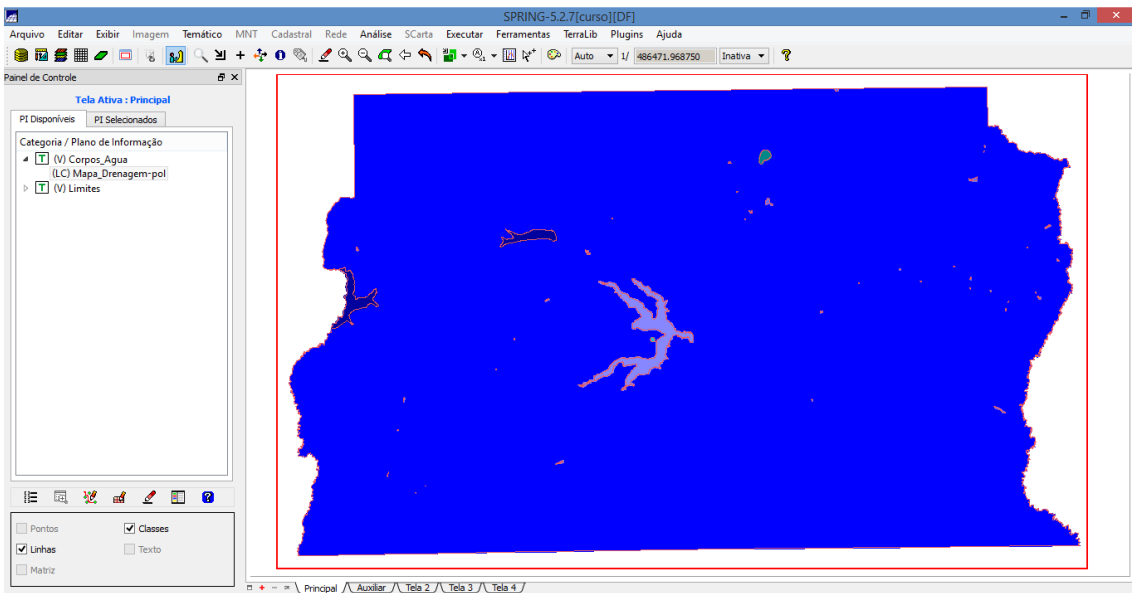 SPRING-5.2.7[curso][DF]
Arquivo Editar Exibir Imagem Temático MNT Cadastral Rede Análise SCarta Executar Ferramentas TerraLib Plugins Ajuda
Auto 1/ 486471.968750 Inativa
Painel de Controle
Tela Ativa : Principal
PI Disponíveis PI Selecionados
Categoria / Plano de Informação
T (V) Corpos_Agua
(LC) Mapa_Drenagem-pol
T (V) Limites
Pontos Classes
Linhas Texto
Matriz
Principal Auxiliar Tela 2 Tela 3 Tela 4